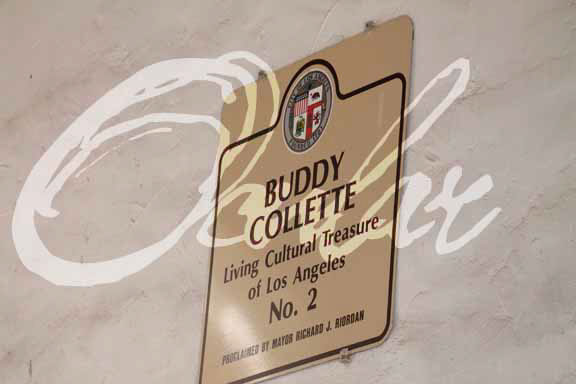 BUDDY
COLLETTE
Living Cultural Treasure
of Los Angeles
No. 2
PROCLAIMED BY MAYOR RICHARD J. RIORDAN